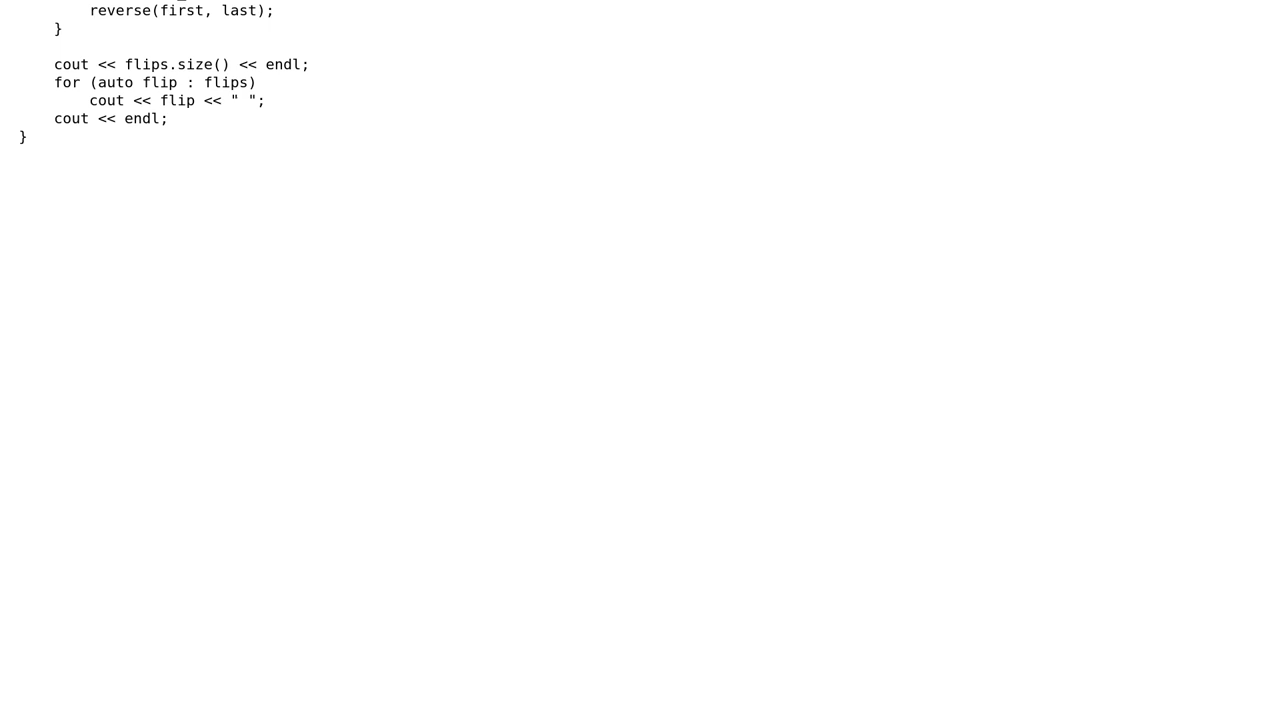 reverse(first, last);
}
cout << flips.size() << endl;
for (auto flip : flips)
cout << flip << " ";
cout << endl;
}